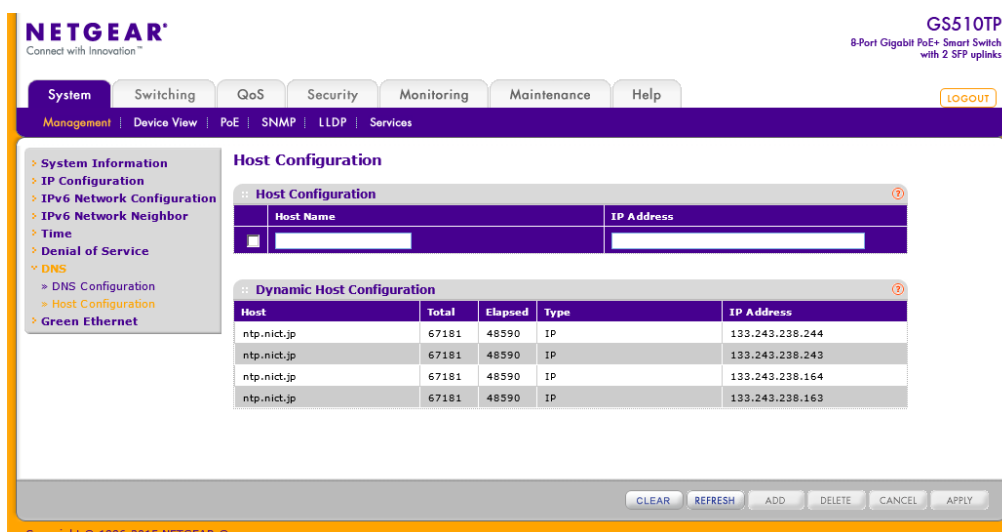 NETGEAR®
Connect with Innovation™
GS510TP
8-Port Gigabit PoE+ Smart Switch
with 2 SFP uplinks
System Switching QoS Security Monitoring Maintenance Help
LOGOUT
Management Device View PoE SNMP LLDP Services
System Information
IP Configuration
IPv6 Network Configuration
IPv6 Network Neighbor
Time
Denial of Service
DNS
» DNS Configuration
» Host Configuration
Green Ethernet
Host Configuration
Host Configuration ?
Host Name IP Address
Dynamic Host Configuration ?
Host Total Elapsed Type IP Address
ntp.nict.jp 67181 48590 IP 133.243.238.244
ntp.nict.jp 67181 48590 IP 133.243.238.243
ntp.nict.jp 67181 48590 IP 133.243.238.164
ntp.nict.jp 67181 48590 IP 133.243.238.163
CLEAR REFRESH ADD DELETE CANCEL APPLY
Copyright © 1996-2015 NETGEAR ®